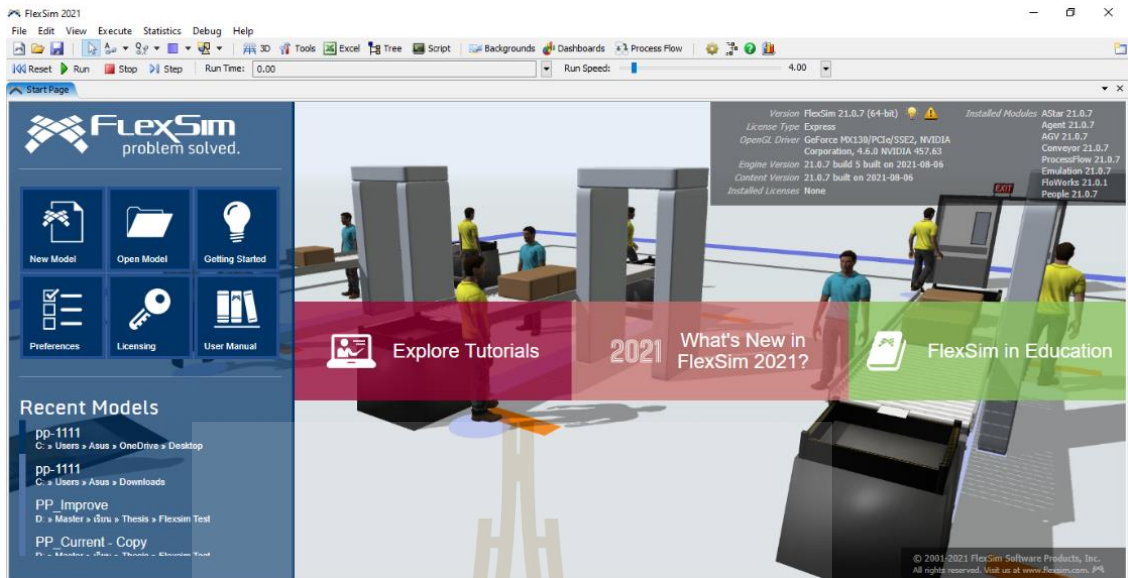 FlexSim 2021
File Edit View Execute Statistics Debug Help
3D Tools Excel Tree Script Backgrounds Dashboards Process Flow
Reset Run Stop Step Run Time: 0.00 Run Speed: 4.00
Start Page
FLEXSIM
problem solved.
New Model Open Model Getting Started
Preferences Licensing User Manual
Recent Models
pp-1111
C: » Users » Asus » OneDrive » Desktop
pp-1111
C: » Users » Asus » Downloads
PP_Improve
D: » Master » เรียน » Thesis » Flexsim Test
PP_Current - Copy
D: » Master » เรียน » Thesis » Flexsim Test
Version FlexSim 21.0.7 (64-bit)
License Type Express
OpenGL Driver GeForce MX130/PCIe/SSE2, NVIDIA
Corporation, 4.6.0 NVIDIA 457.63
Engine Version 21.0.7 build 5 built on 2021-08-06
Content Version 21.0.7 built on 2021-08-06
Installed Licenses None
Installed Modules AStar 21.0.7
Agent 21.0.7
AGV 21.0.7
Conveyor 21.0.7
ProcessFlow 21.0.7
Emulation 21.0.7
FloWorks 21.0.1
People 21.0.7
EXIT
Explore Tutorials
2021 What's New in
FlexSim 2021?
FlexSim in Education
© 2001-2021 FlexSim Software Products, Inc.
All rights reserved. Visit us at www.flexsim.com.